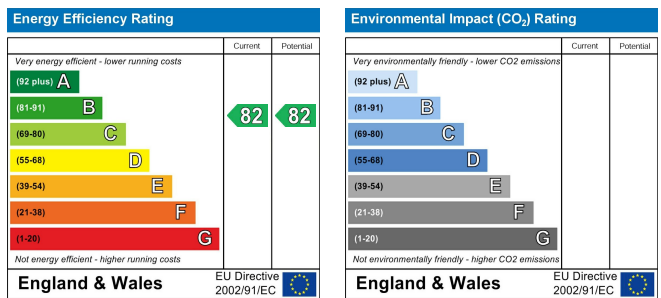 Energy Efficiency Rating
Current Potential
Very energy efficient - lower running costs
(92 plus) A
(81-91) B
82 82
(69-80) C
(55-68) D
(39-54) E
(21-38) F
(1-20) G
Not energy efficient - higher running costs
England & Wales
EU Directive
2002/91/EC
Environmental Impact (CO₂) Rating
Current Potential
Very environmentally friendly - lower CO2 emissions
(92 plus) A
(81-91) B
(69-80) C
(55-68) D
(39-54) E
(21-38) F
(1-20) G
Not environmentally friendly - higher CO2 emissions
England & Wales
EU Directive
2002/91/EC